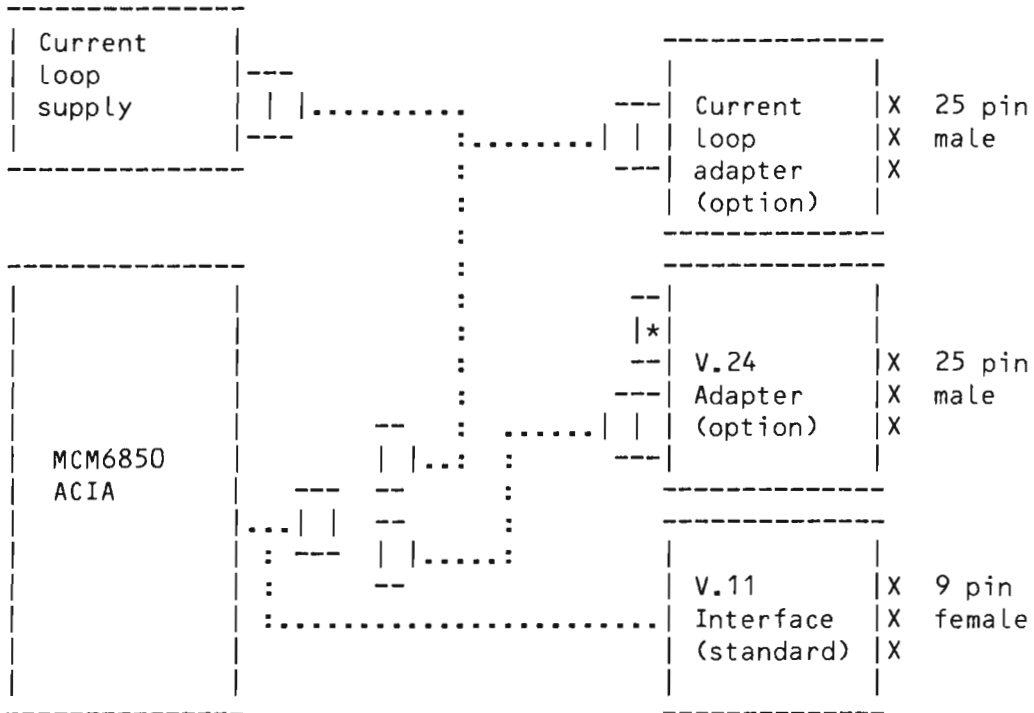 Current
loop
supply
Current
loop
adapter
(option)
X 25 pin
X male
X
MCM6850
ACIA
*
V.24
Adapter
(option)
X 25 pin
X male
X
V.11
Interface
(standard)
X 9 pin
X female
X